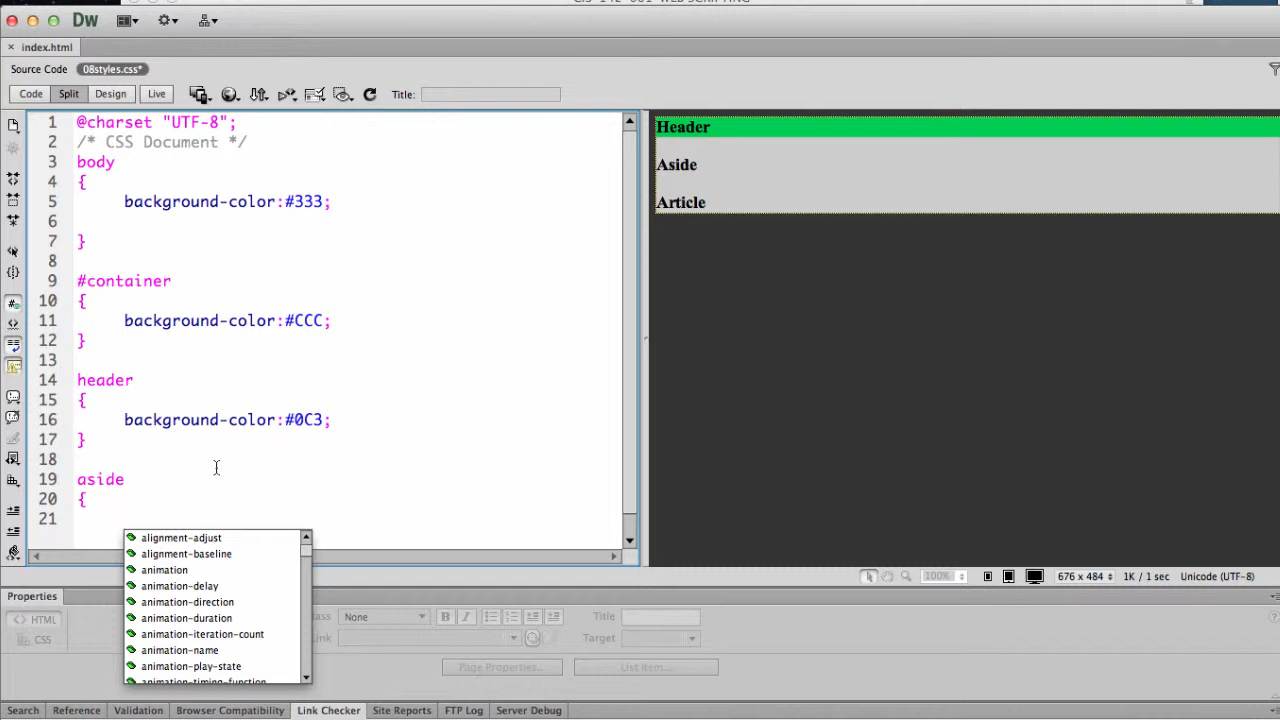 Dw
× index.html
Source Code 08styles.css*
Code Split Design Live Title:
1 @charset "UTF-8";
2 /* CSS Document */
3 body
4 {
5 background-color:#333;
6
7 }
8
9 #container
10 {
11 background-color:#CCC;
12 }
13
14 header
15 {
16 background-color:#0C3;
17 }
18
19 aside
20 {
21
alignment-adjust
alignment-baseline
animation
animation-delay
animation-direction
animation-duration
animation-iteration-count
animation-name
animation-play-state
animation-timing-function
Header
Aside
Article
100% 676 x 484 1K / 1 sec Unicode (UTF-8)
Properties
<> HTML
CSS
None B I Title
Target
Page Properties... List Item...
Search Reference Validation Browser Compatibility Link Checker Site Reports FTP Log Server Debug